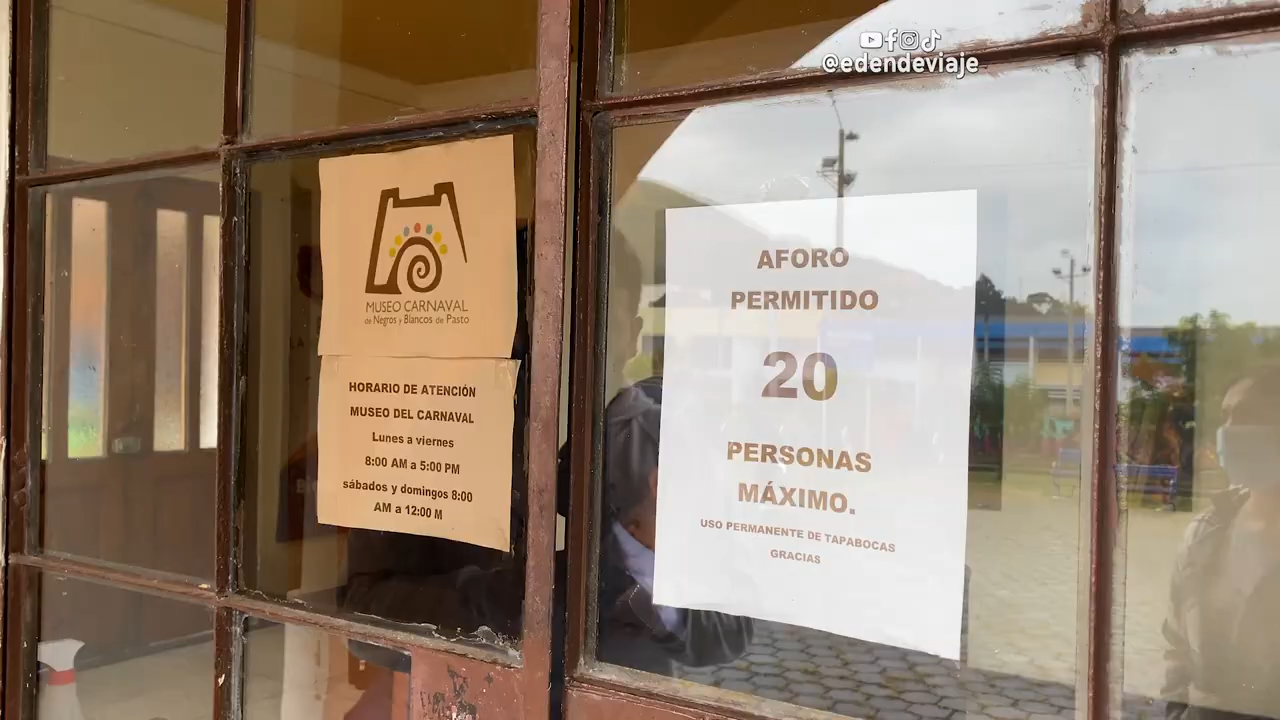 @edendeviaje
MUSEO CARNAVAL
de Negros y Blancos de Pasto
HORARIO DE ATENCIÓN
MUSEO DEL CARNAVAL
Lunes a viernes
8:00 AM a 5:00 PM
sábados y domingos 8:00
AM a 12:00 M
AFORO
PERMITIDO
20
PERSONAS
MÁXIMO.
USO PERMANENTE DE TAPABOCAS
GRACIAS